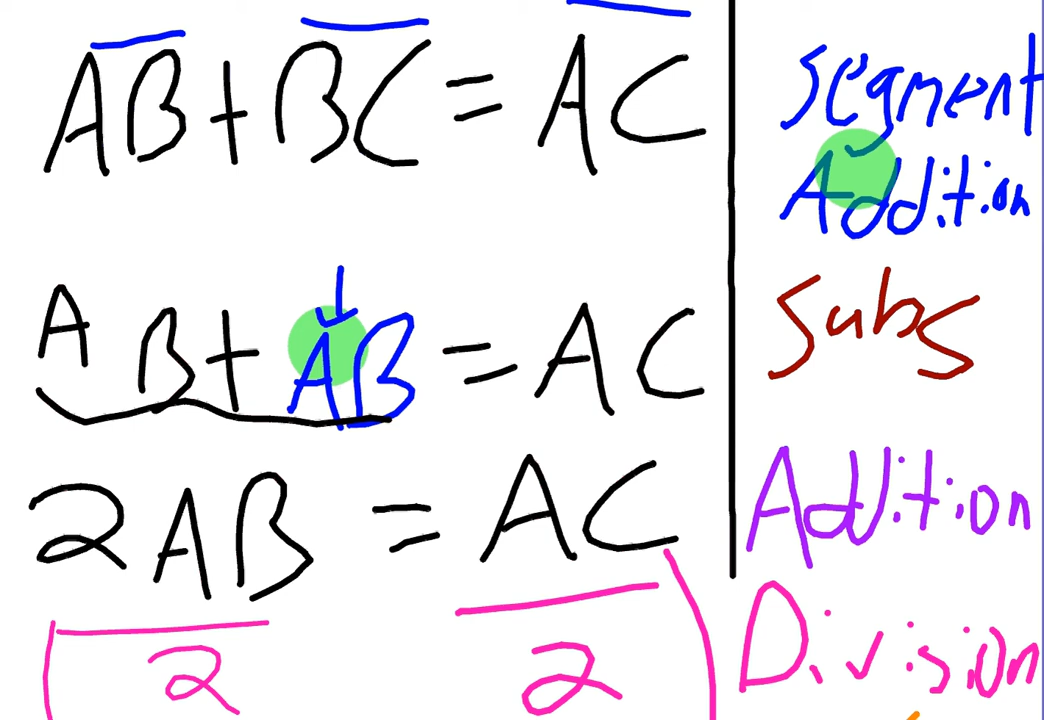 AB + BC = AC
Segment
Addition
AB + AB = AC
Subs
2AB = AC
Addition
2 2
Division